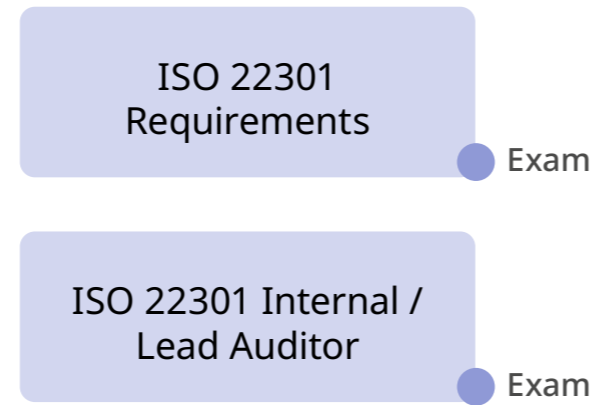 ISO 22301
Requirements
Exam
ISO 22301 Internal /
Lead Auditor
Exam